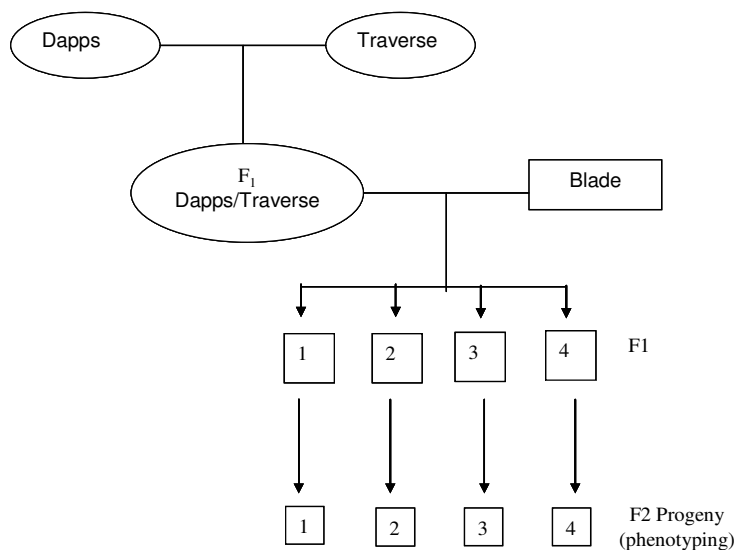 Dapps
Traverse
F₁
Dapps/Traverse
Blade
1
2
3
4
F1
1
2
3
4
F2 Progeny
(phenotyping)